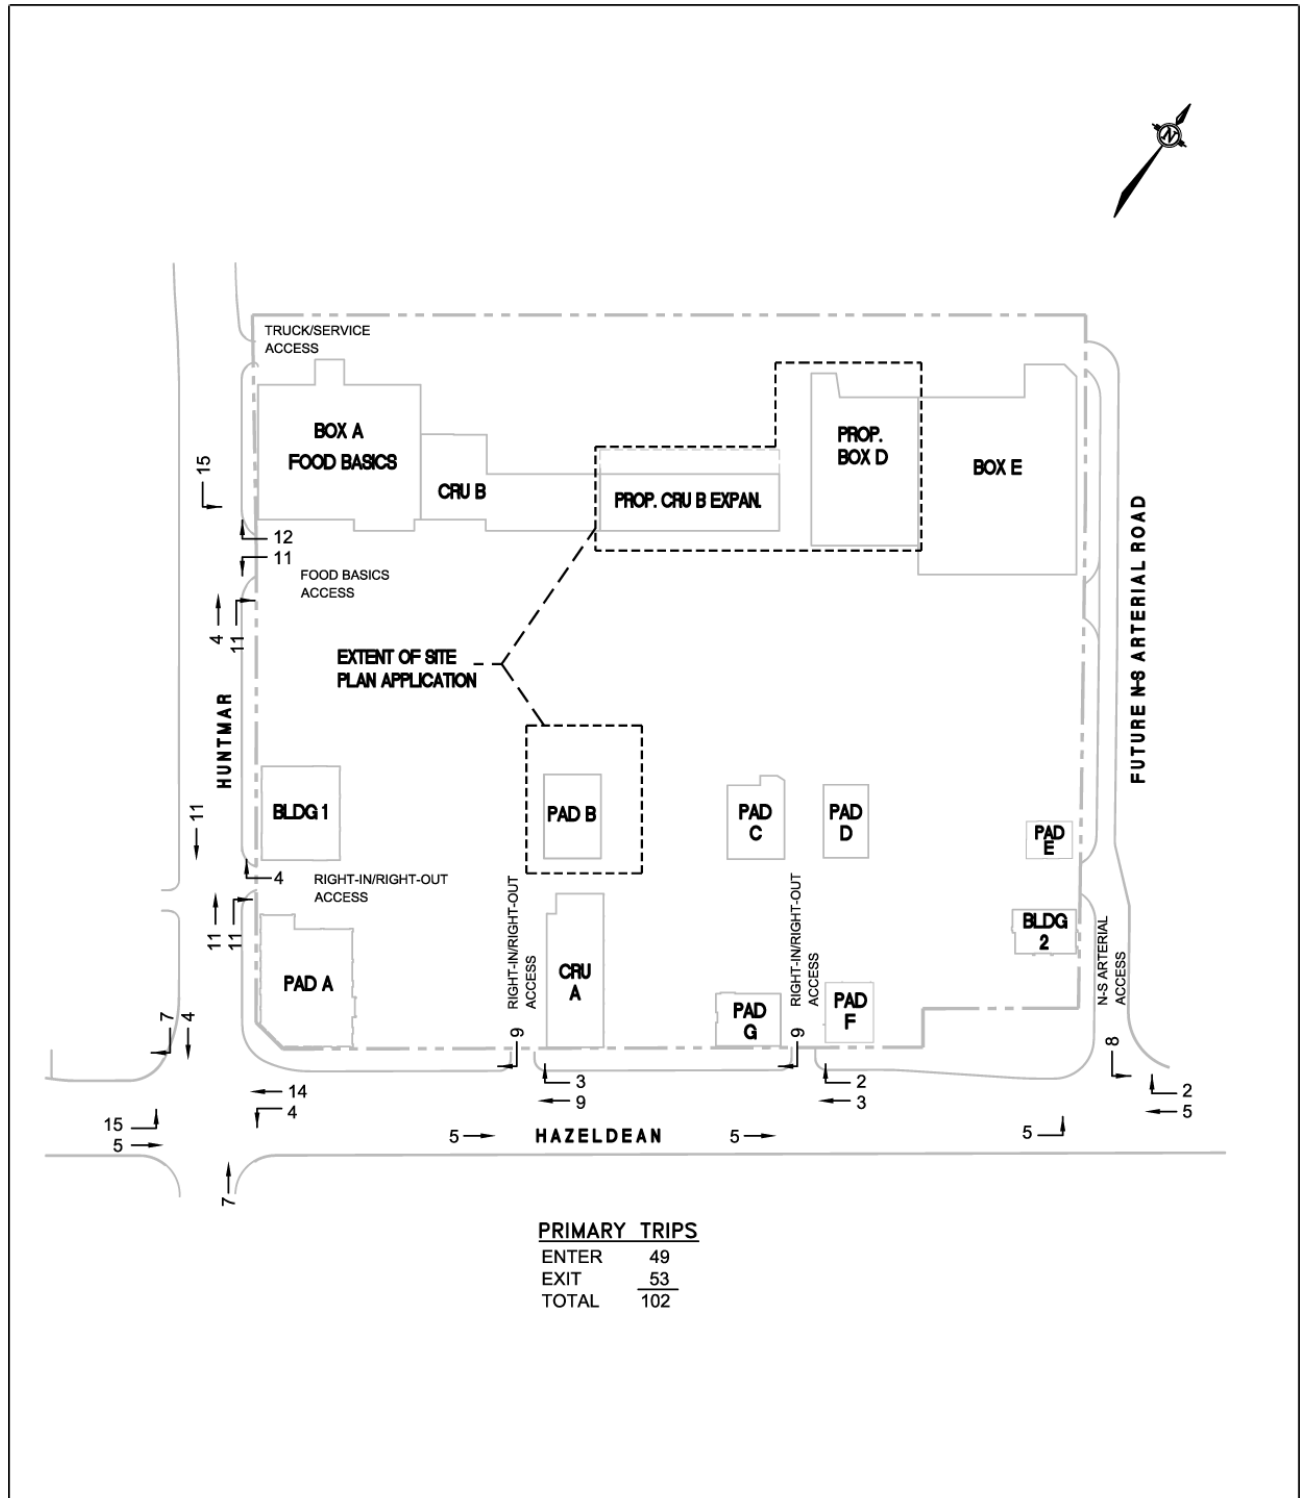 N
TRUCK/SERVICE
ACCESS
BOX A
FOOD BASICS
CRU B
PROP. CRU B EXPAN.
PROP.
BOX D
BOX E
15
12
11
FOOD BASICS
ACCESS
4
11
EXTENT OF SITE
PLAN APPLICATION
HUNTMAR
FUTURE N-S ARTERIAL ROAD
BLDG 1
PAD B
PAD
C
PAD
D
PAD
E
11
4
RIGHT-IN/RIGHT-OUT
ACCESS
11
11
PAD A
RIGHT-IN/RIGHT-OUT
ACCESS
CRU
A
RIGHT-IN/RIGHT-OUT
ACCESS
PAD
G
PAD
F
BLDG
2
N-S ARTERIAL
ACCESS
7
4
9
9
8
14
4
3
9
2
3
2
5
15
5
5
HAZELDEAN
5
5
7
PRIMARY TRIPS
ENTER 49
EXIT 53
TOTAL 102